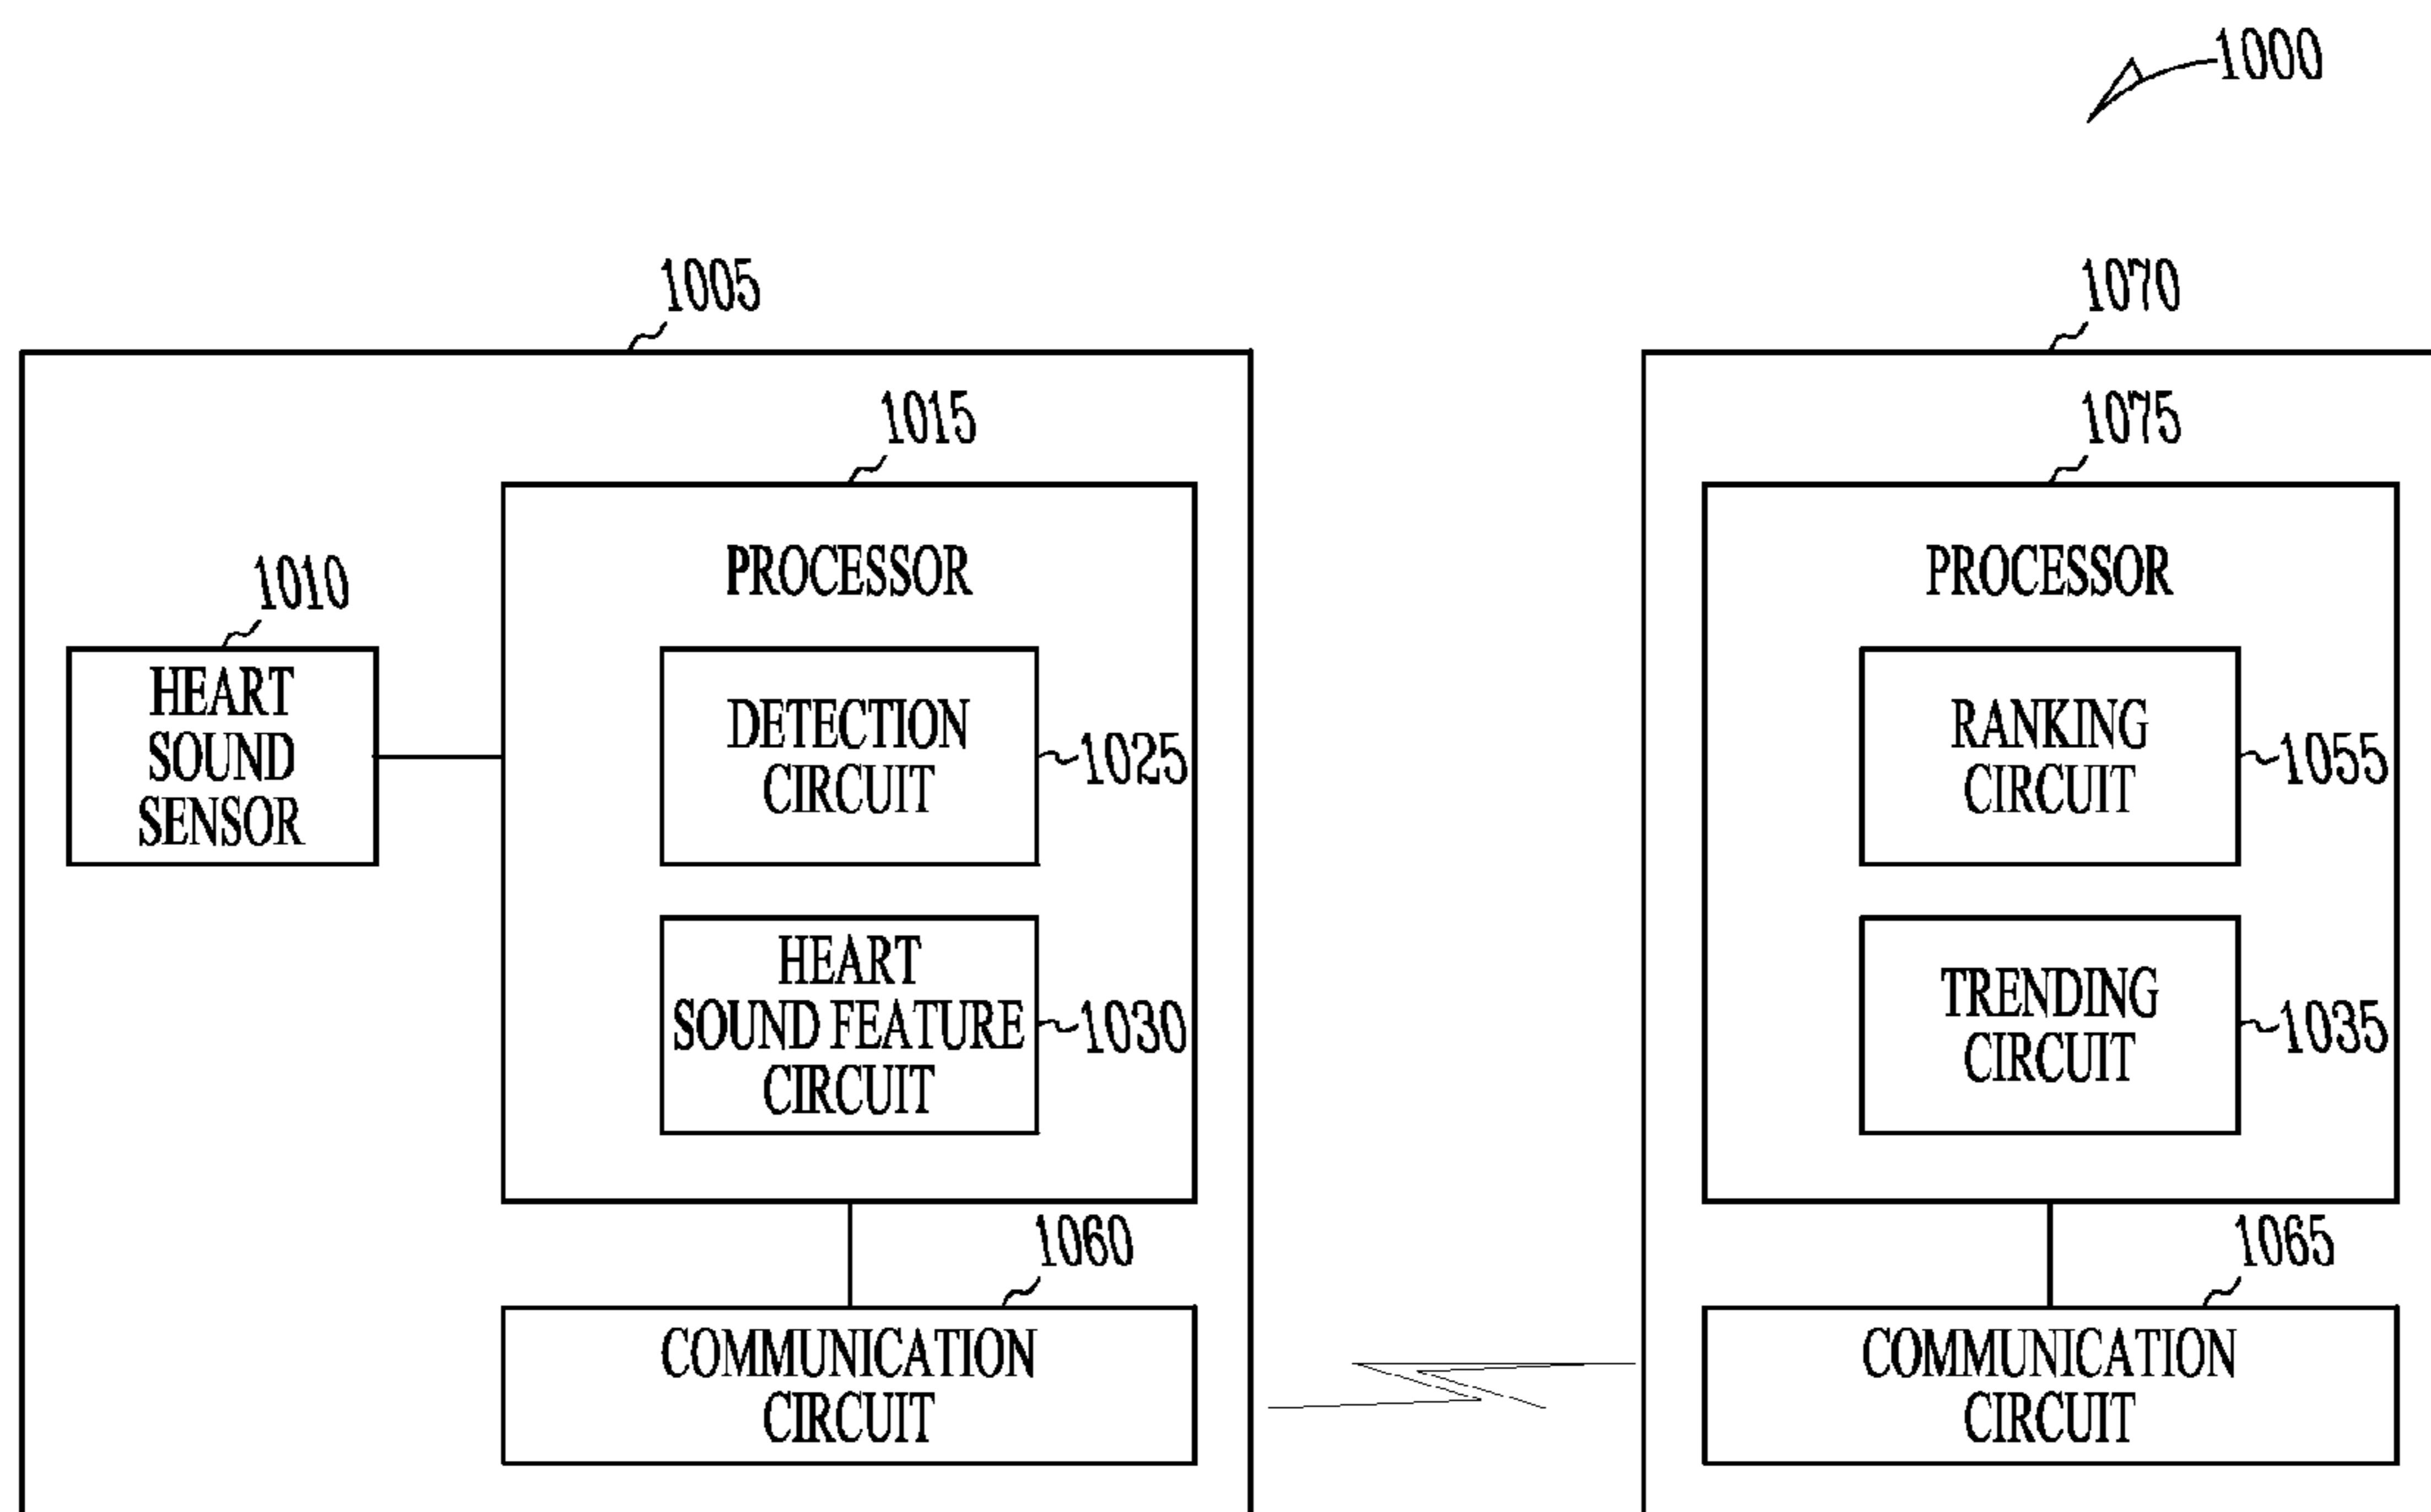 1000
1005
1070
1015
1075
1010
PROCESSOR
PROCESSOR
HEART
SOUND
SENSOR
DETECTION
CIRCUIT
1025
RANKING
CIRCUIT
1055
HEART
SOUND FEATURE
CIRCUIT
1030
TRENDING
CIRCUIT
1035
1060
1065
COMMUNICATION
CIRCUIT
COMMUNICATION
CIRCUIT